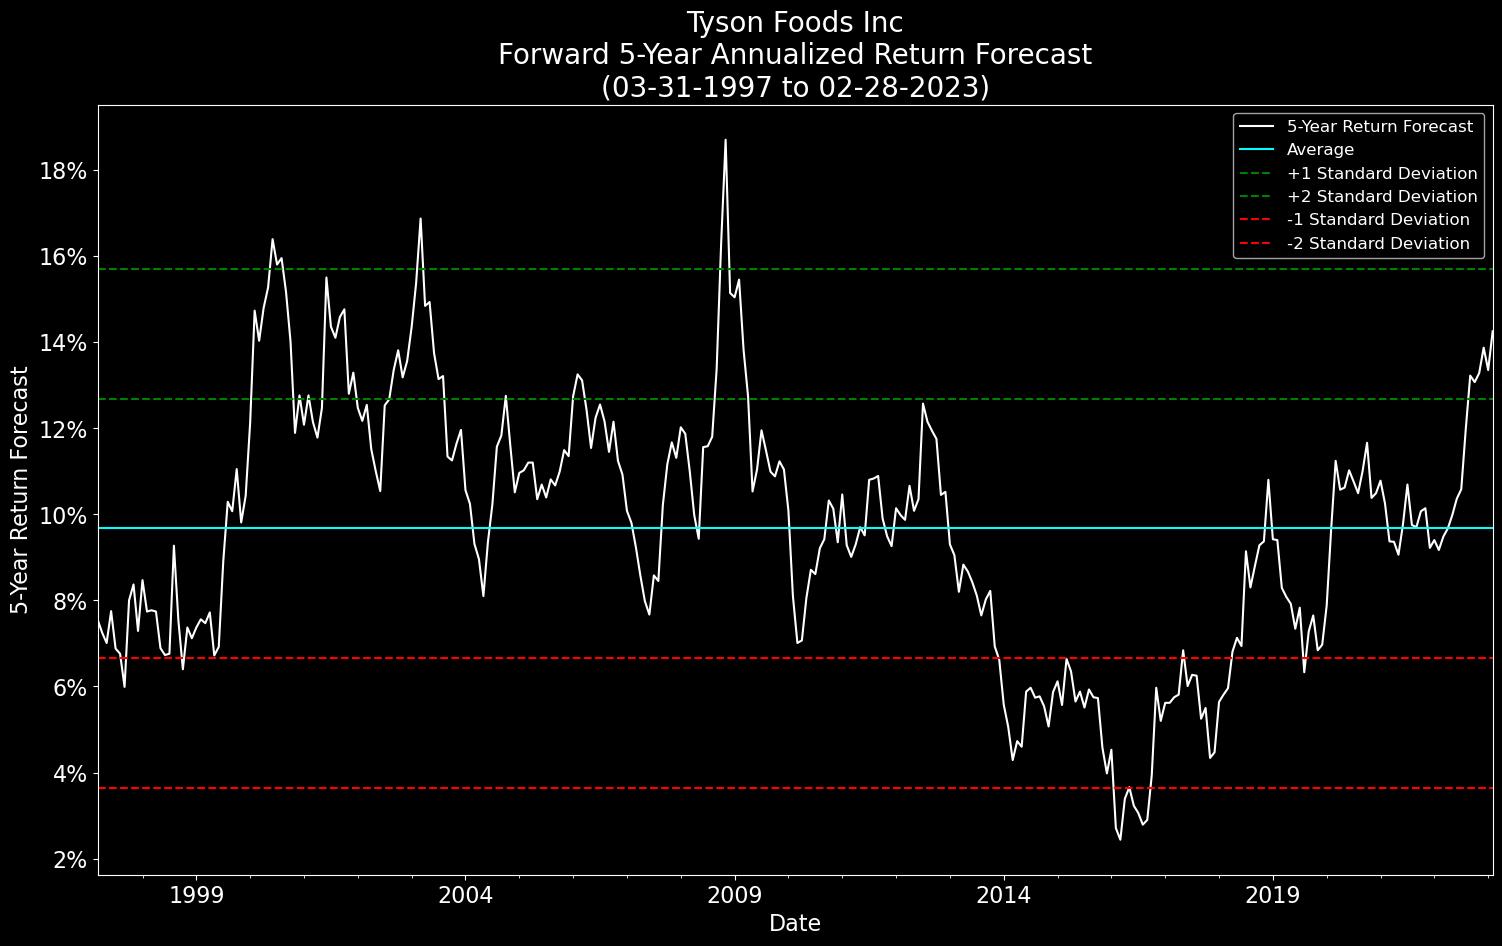 Tyson Foods Inc
Forward 5-Year Annualized Return Forecast
(03-31-1997 to 02-28-2023)
5-Year Return Forecast
Average
+1 Standard Deviation
+2 Standard Deviation
-1 Standard Deviation
-2 Standard Deviation
18%
16%
14%
12%
10%
8%
6%
4%
2%
5-Year Return Forecast
1999
2004
2009
2014
2019
Date